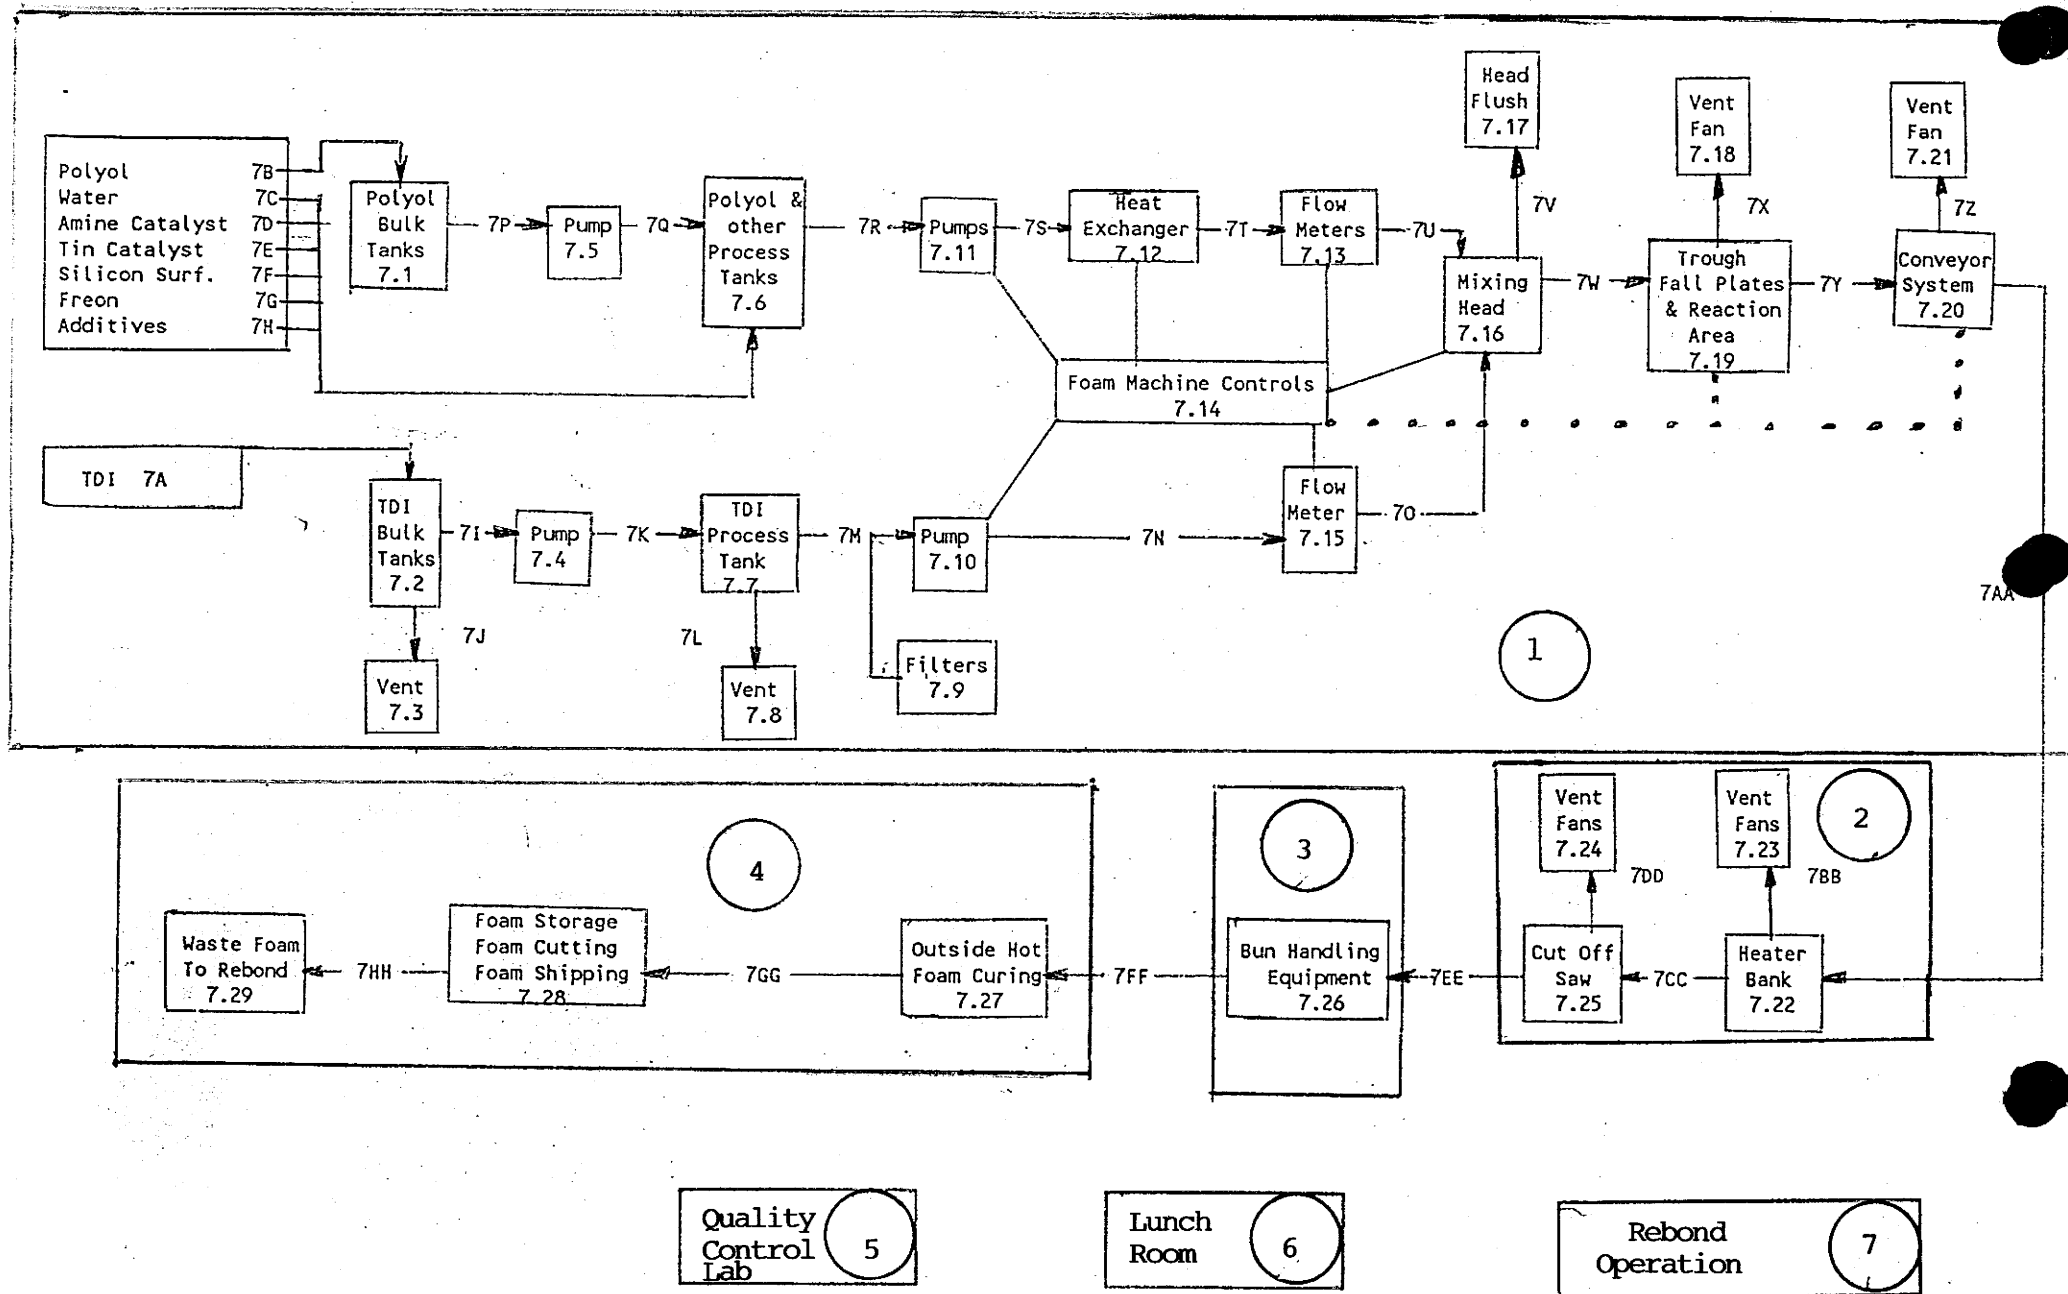 Polyol 7B
Water 7C
Amine Catalyst 7D
Tin Catalyst 7E
Silicon Surf. 7F
Freon 7G
Additives 7H
Polyol
Bulk
Tanks
7.1
7P
Pump
7.5
7Q
Polyol &
other
Process
Tanks
7.6
7R
Pumps
7.11
7S
Heat
Exchanger
7.12
7T
Flow
Meters
7.13
7U
Head
Flush
7.17
7V
Mixing
Head
7.16
7W
Vent
Fan
7.18
7X
Trough
Fall Plates
& Reaction
Area
7.19
7Y
Vent
Fan
7.21
7Z
Conveyor
System
7.20
Foam Machine Controls
7.14
TDI 7A
TDI
Bulk
Tanks
7.2
7I
Pump
7.4
7K
TDI
Process
Tank
7.7
7M
Pump
7.10
7N
Flow
Meter
7.15
7O
7J
Vent
7.3
7L
Vent
7.8
Filters
7.9
1
7AA
4
Waste Foam
To Rebond
7.29
7HH
Foam Storage
Foam Cutting
Foam Shipping
7.28
7GG
Outside Hot
Foam Curing
7.27
7FF
3
Bun Handling
Equipment
7.26
7EE
Vent
Fans
7.24
7DD
Vent
Fans
7.23
7BB
2
Cut Off
Saw
7.25
7CC
Heater
Bank
7.22
Quality
Control
Lab
5
Lunch
Room
6
Rebond
Operation
7